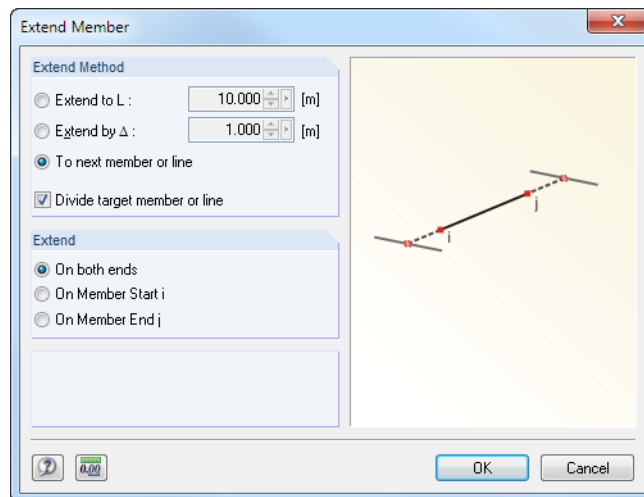 Extend Member
Extend Method
Extend to L :
10.000
[m]
Extend by Δ :
1.000
[m]
To next member or line
Divide target member or line
Extend
On both ends
On Member Start i
On Member End j
i
j
0.00
OK
Cancel